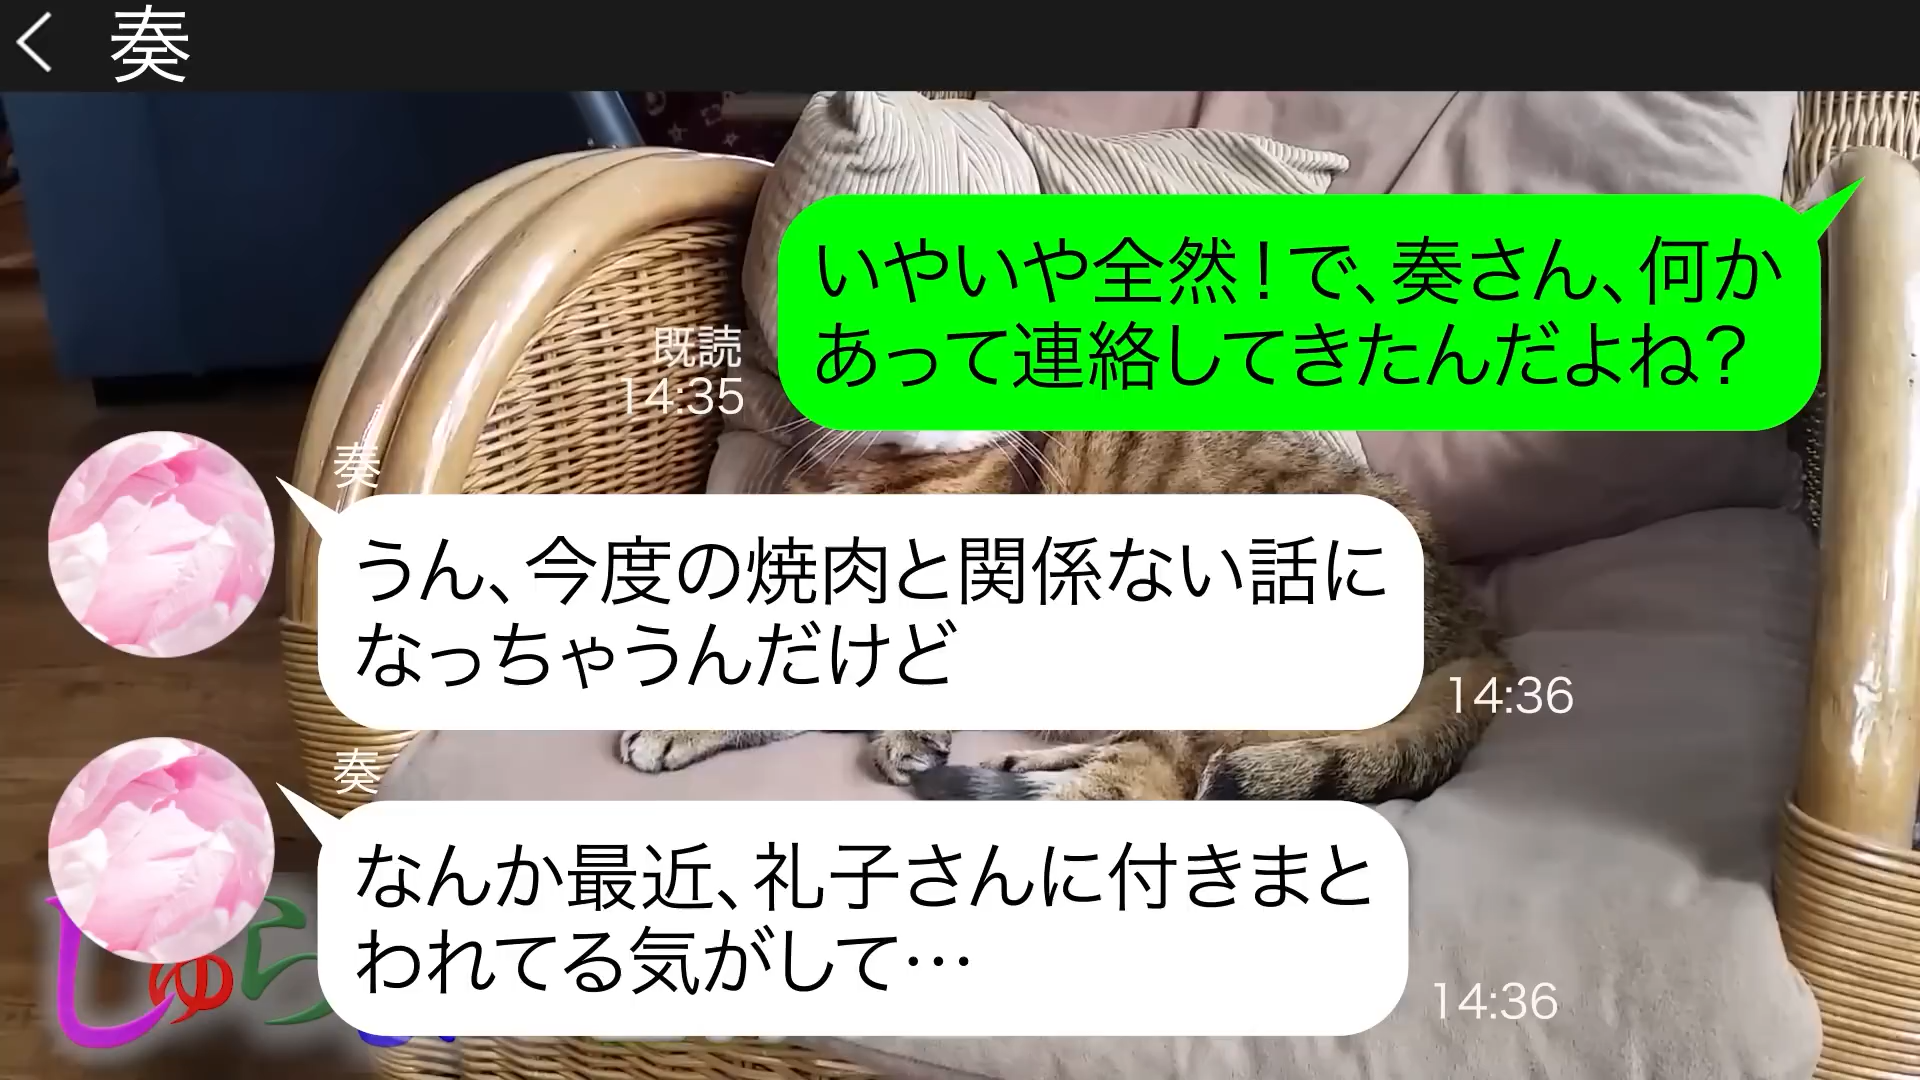 奏
いやいや全然！で、奏さん、何か
あって連絡してきたんだよね？
既読
14:35
奏
うん、今度の焼肉と関係ない話に
なっちゃうんだけど
14:36
奏
なんか最近、礼子さんに付きまと
われてる気がして…
14:36
しゅら